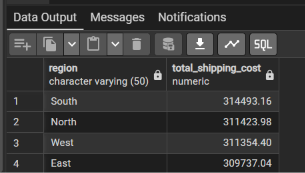 Data Output Messages Notifications
SQL
region total_shipping_cost
character varying (50) numeric
1 South 314493.16
2 North 311423.98
3 West 311354.40
4 East 309737.04